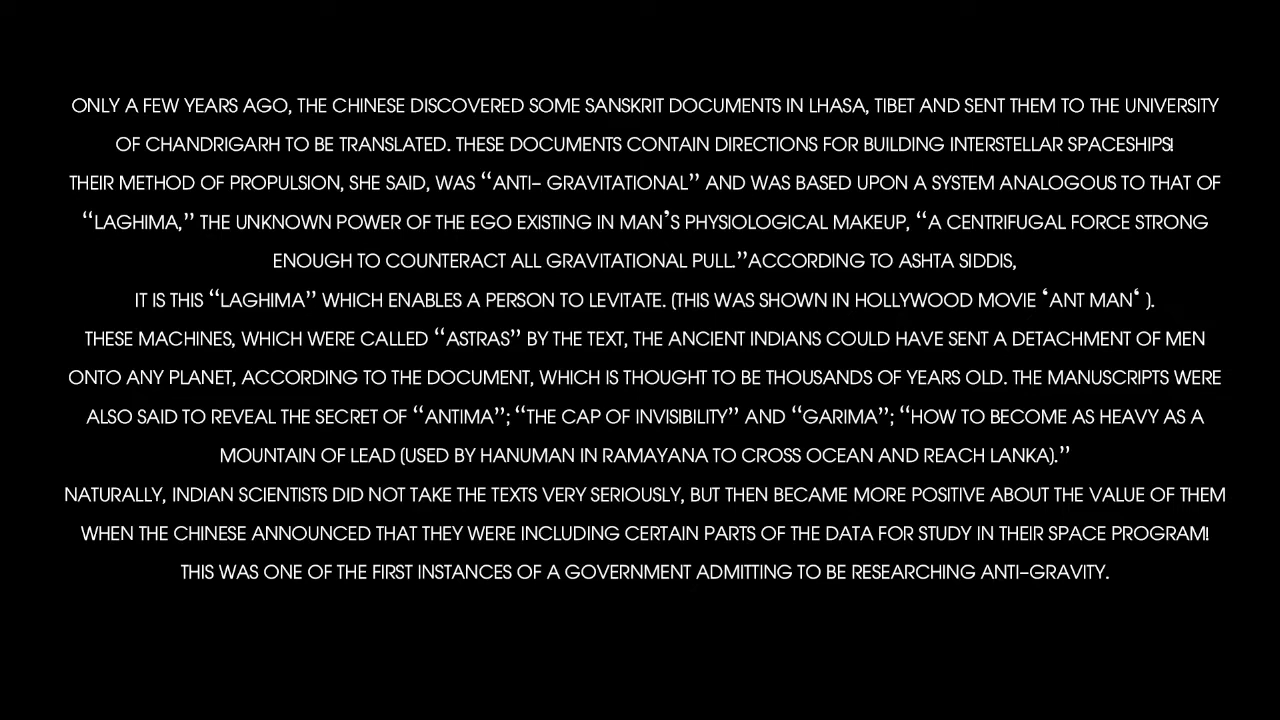 ONLY A FEW YEARS AGO, THE CHINESE DISCOVERED SOME SANSKRIT DOCUMENTS IN LHASA, TIBET AND SENT THEM TO THE UNIVERSITY
OF CHANDRIGARH TO BE TRANSLATED. THESE DOCUMENTS CONTAIN DIRECTIONS FOR BUILDING INTERSTELLAR SPACESHIPS!
THEIR METHOD OF PROPULSION, SHE SAID, WAS “ANTI- GRAVITATIONAL” AND WAS BASED UPON A SYSTEM ANALOGOUS TO THAT OF
“LAGHIMA,” THE UNKNOWN POWER OF THE EGO EXISTING IN MAN’S PHYSIOLOGICAL MAKEUP, “A CENTRIFUGAL FORCE STRONG
ENOUGH TO COUNTERACT ALL GRAVITATIONAL PULL.”ACCORDING TO ASHTA SIDDIS,
IT IS THIS “LAGHIMA” WHICH ENABLES A PERSON TO LEVITATE. (THIS WAS SHOWN IN HOLLYWOOD MOVIE ‘ANT MAN‘ ).
THESE MACHINES, WHICH WERE CALLED “ASTRAS” BY THE TEXT, THE ANCIENT INDIANS COULD HAVE SENT A DETACHMENT OF MEN
ONTO ANY PLANET, ACCORDING TO THE DOCUMENT, WHICH IS THOUGHT TO BE THOUSANDS OF YEARS OLD. THE MANUSCRIPTS WERE
ALSO SAID TO REVEAL THE SECRET OF “ANTIMA”; “THE CAP OF INVISIBILITY” AND “GARIMA”; “HOW TO BECOME AS HEAVY AS A
MOUNTAIN OF LEAD (USED BY HANUMAN IN RAMAYANA TO CROSS OCEAN AND REACH LANKA).”
NATURALLY, INDIAN SCIENTISTS DID NOT TAKE THE TEXTS VERY SERIOUSLY, BUT THEN BECAME MORE POSITIVE ABOUT THE VALUE OF THEM
WHEN THE CHINESE ANNOUNCED THAT THEY WERE INCLUDING CERTAIN PARTS OF THE DATA FOR STUDY IN THEIR SPACE PROGRAM!
THIS WAS ONE OF THE FIRST INSTANCES OF A GOVERNMENT ADMITTING TO BE RESEARCHING ANTI-GRAVITY.